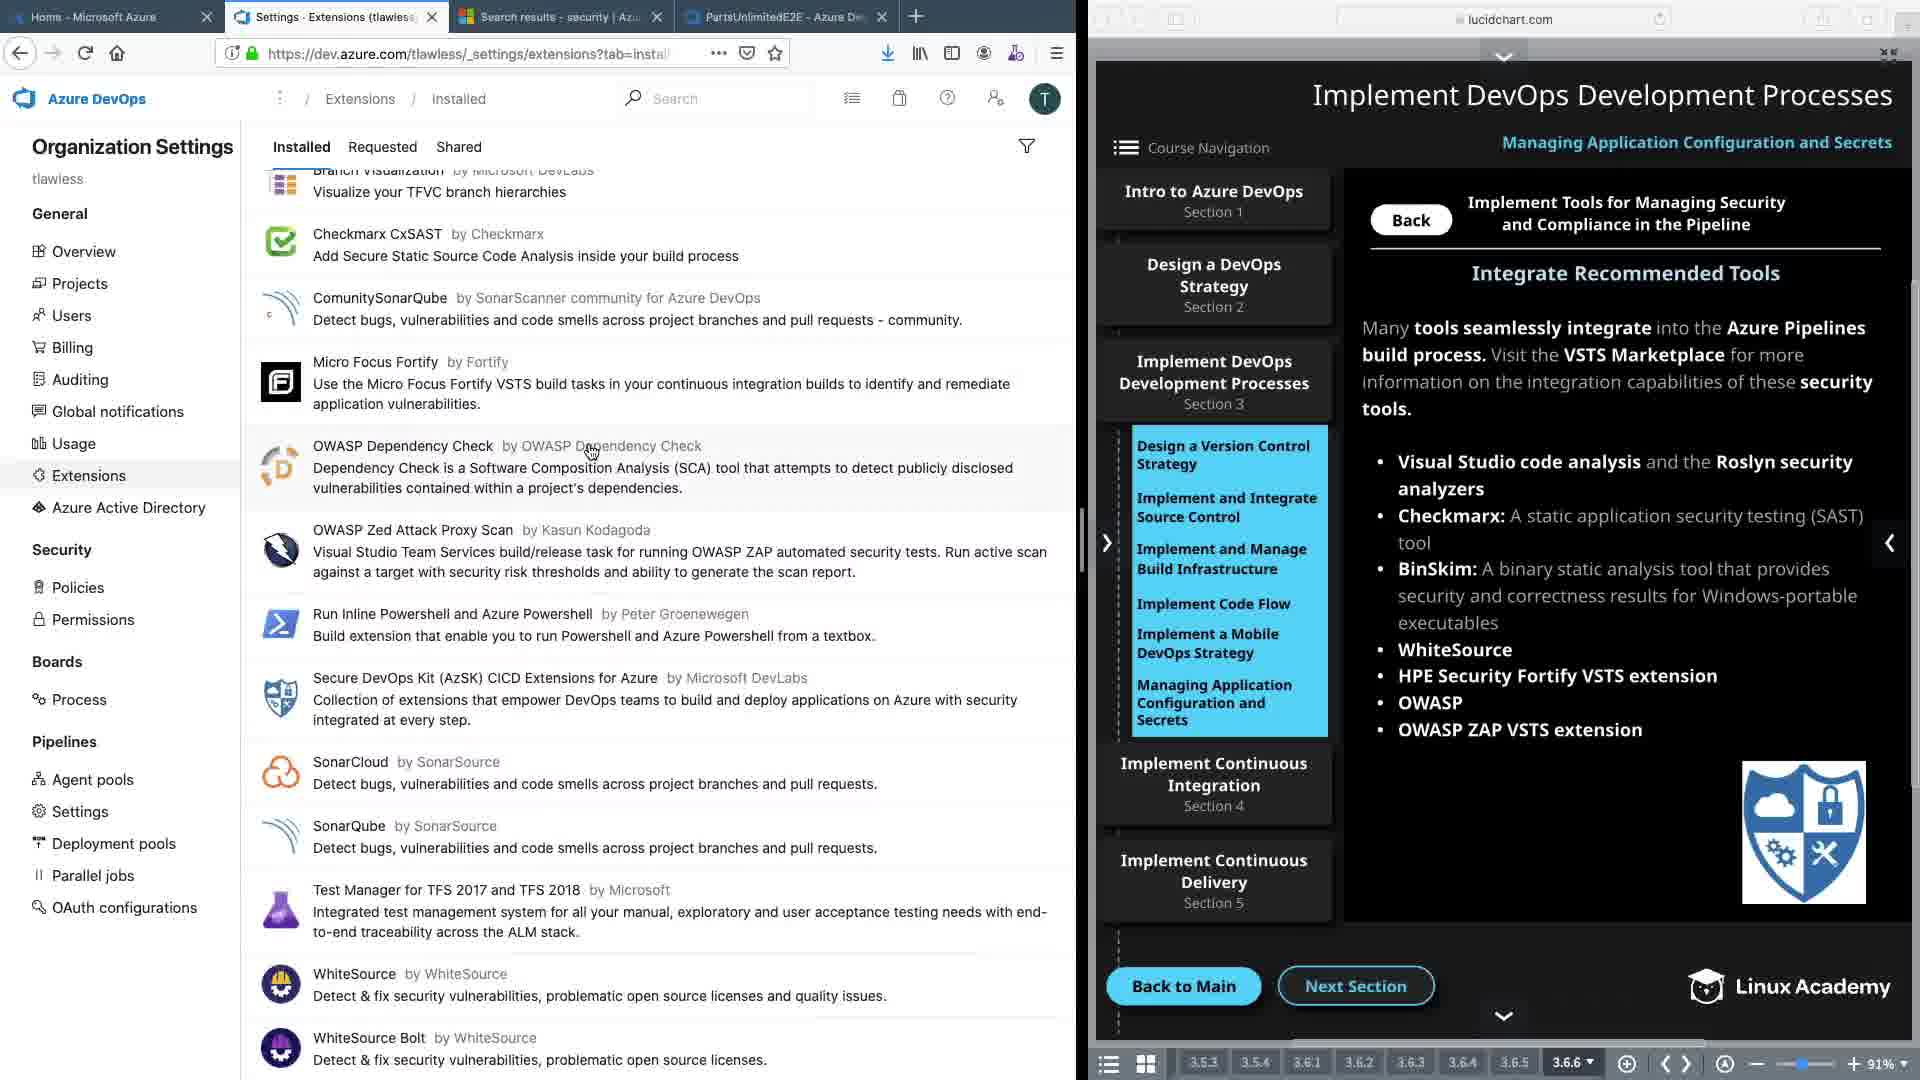 Home - Microsoft Azure
Settings · Extensions (tlawless
Search results - security | Az
PartsUnlimitedE2E - Azure De
https://dev.azure.com/tlawless/_settings/extensions?tab=instal
Azure DevOps
/ Extensions / Installed
Search
T
Organization Settings
tlawless
General
Overview
Projects
Users
Billing
Auditing
Global notifications
Usage
Extensions
Azure Active Directory
Security
Policies
Permissions
Boards
Process
Pipelines
Agent pools
Settings
Deployment pools
Parallel jobs
OAuth configurations
Installed Requested Shared
Branch Visualization by Microsoft DevLabs
Visualize your TFVC branch hierarchies
Checkmarx CxSAST by Checkmarx
Add Secure Static Source Code Analysis inside your build process
ComunitySonarQube by SonarScanner community for Azure DevOps
Detect bugs, vulnerabilities and code smells across project branches and pull requests - community.
Micro Focus Fortify by Fortify
Use the Micro Focus Fortify VSTS build tasks in your continuous integration builds to identify and remediate
application vulnerabilities.
OWASP Dependency Check by OWASP Dependency Check
Dependency Check is a Software Composition Analysis (SCA) tool that attempts to detect publicly disclosed
vulnerabilities contained within a project's dependencies.
OWASP Zed Attack Proxy Scan by Kasun Kodagoda
Visual Studio Team Services build/release task for running OWASP ZAP automated security tests. Run active scan
against a target with security risk thresholds and ability to generate the scan report.
Run Inline Powershell and Azure Powershell by Peter Groenewegen
Build extension that enable you to run Powershell and Azure Powershell from a textbox.
Secure DevOps Kit (AzSK) CICD Extensions for Azure by Microsoft DevLabs
Collection of extensions that empower DevOps teams to build and deploy applications on Azure with security
integrated at every step.
SonarCloud by SonarSource
Detect bugs, vulnerabilities and code smells across project branches and pull requests.
SonarQube by SonarSource
Detect bugs, vulnerabilities and code smells across project branches and pull requests.
Test Manager for TFS 2017 and TFS 2018 by Microsoft
Integrated test management system for all your manual, exploratory and user acceptance testing needs with end-
to-end traceability across the ALM stack.
WhiteSource by WhiteSource
Detect & fix security vulnerabilities, problematic open source licenses and quality issues.
WhiteSource Bolt by WhiteSource
Detect & fix security vulnerabilities, problematic open source licenses.
lucidchart.com
Implement DevOps Development Processes
Course Navigation
Managing Application Configuration and Secrets
Intro to Azure DevOps
Section 1
Design a DevOps
Strategy
Section 2
Implement DevOps
Development Processes
Section 3
Design a Version Control
Strategy
Implement and Integrate
Source Control
Implement and Manage
Build Infrastructure
Implement Code Flow
Implement a Mobile
DevOps Strategy
Managing Application
Configuration and
Secrets
Implement Continuous
Integration
Section 4
Implement Continuous
Delivery
Section 5
Back to Main
Next Section
Back
Implement Tools for Managing Security
and Compliance in the Pipeline
Integrate Recommended Tools
Many tools seamlessly integrate into the Azure Pipelines
build process. Visit the VSTS Marketplace for more
information on the integration capabilities of these security
tools.
• Visual Studio code analysis and the Roslyn security
analyzers
• Checkmarx: A static application security testing (SAST)
tool
• BinSkim: A binary static analysis tool that provides
security and correctness results for Windows-portable
executables
• WhiteSource
• HPE Security Fortify VSTS extension
• OWASP
• OWASP ZAP VSTS extension
Linux Academy
3.5.3 3.5.4 3.6.1 3.6.2 3.6.3 3.6.4 3.6.5 3.6.6
91%